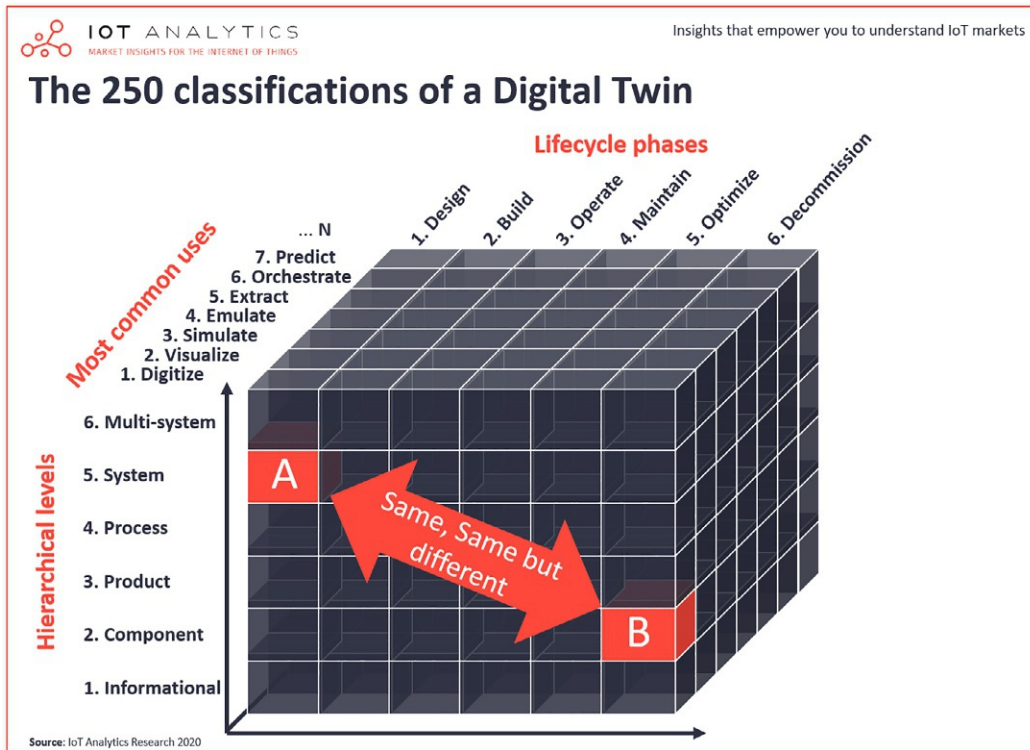 IOT ANALYTICS
MARKET INSIGHTS FOR THE INTERNET OF THINGS
Insights that empower you to understand IoT markets
The 250 classifications of a Digital Twin
Lifecycle phases
1. Design
2. Build
3. Operate
4. Maintain
5. Optimize
6. Decommission
Most common uses
... N
7. Predict
6. Orchestrate
5. Extract
4. Emulate
3. Simulate
2. Visualize
1. Digitize
Hierarchical levels
6. Multi-system
5. System
4. Process
3. Product
2. Component
1. Informational
A
Same, Same but
different
B
Source: IoT Analytics Research 2020